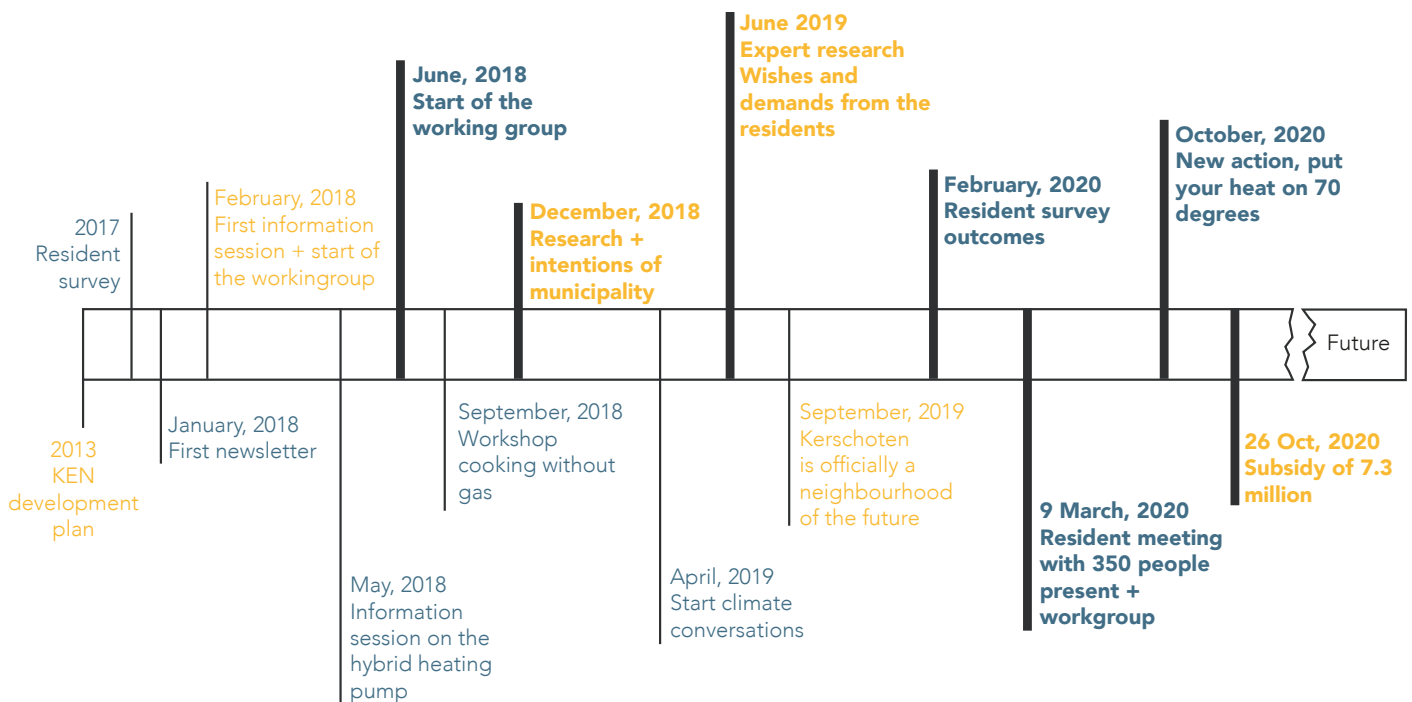 2013
KEN
development
plan
2017
Resident
survey
January, 2018
First newsletter
February, 2018
First information
session + start of
the workingroup
May, 2018
Information
session on the
hybrid heating
pump
June, 2018
Start of the
working group
September, 2018
Workshop
cooking without
gas
December, 2018
Research +
intentions of
municipality
April, 2019
Start climate
conversations
June 2019
Expert research
Wishes and
demands from the
residents
September, 2019
Kerschoten
is officially a
neighbourhood
of the future
February, 2020
Resident survey
outcomes
9 March, 2020
Resident meeting
with 350 people
present +
workgroup
October, 2020
New action, put
your heat on 70
degrees
26 Oct, 2020
Subsidy of 7.3
million
Future